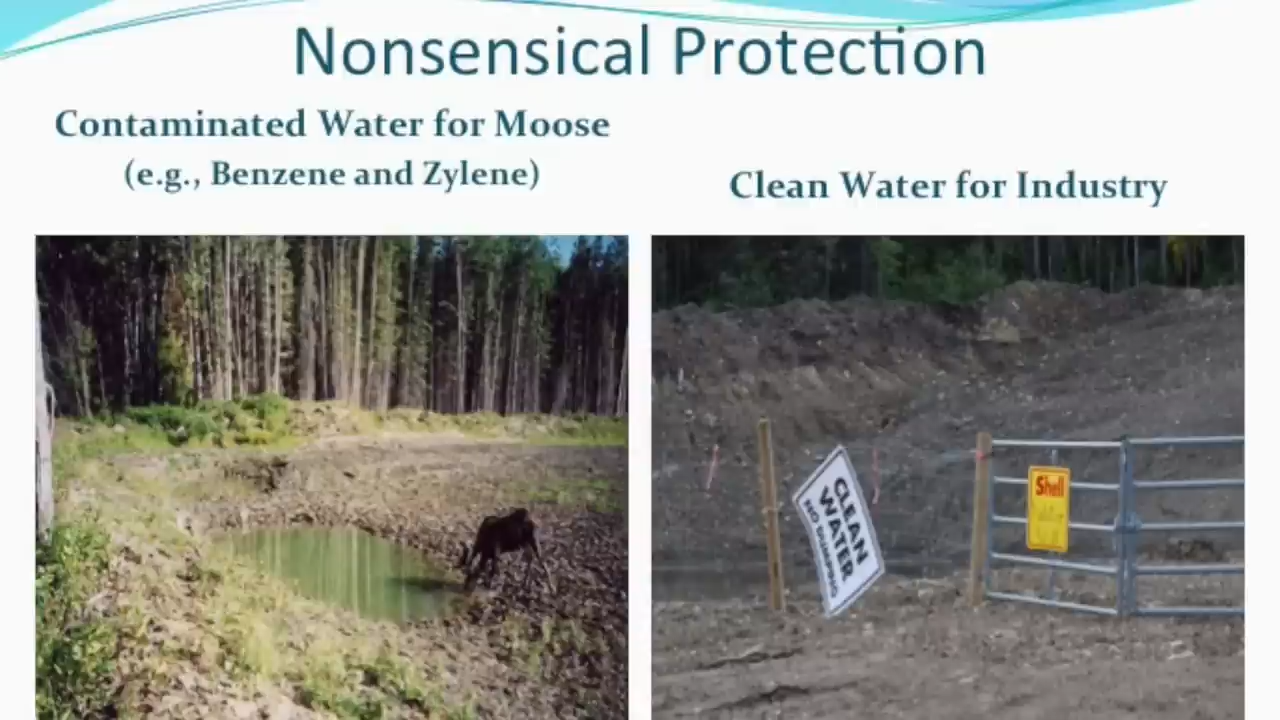 Nonsensical Protection
Contaminated Water for Moose
(e.g., Benzene and Zylene)
Clean Water for Industry
CLEAN
WATER
NO DUMPING
Shell